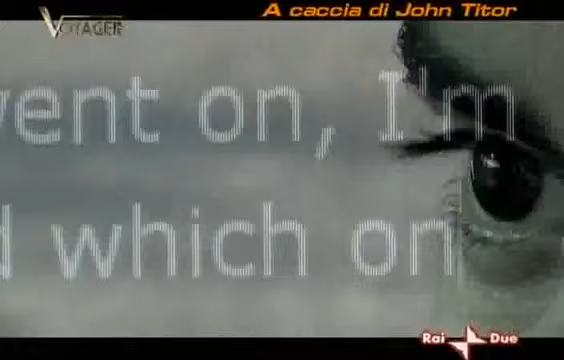 VOYAGER
A caccia di John Titor
went on, I'm
d which on
Rai Due